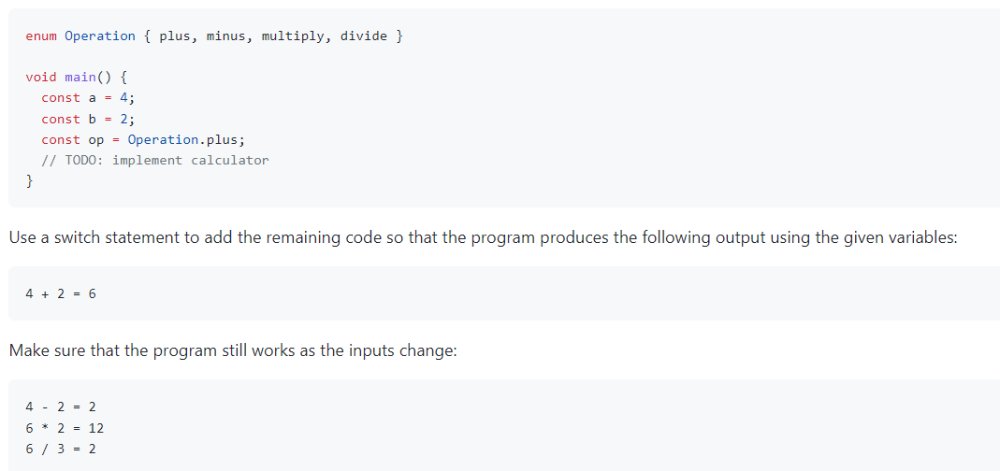 enum Operation { plus, minus, multiply, divide }
void main() {
const a = 4;
const b = 2;
const op = Operation.plus;
// TODO: implement calculator
}
Use a switch statement to add the remaining code so that the program produces the following output using the given variables:
4 + 2 = 6
Make sure that the program still works as the inputs change:
4 - 2 = 2
6 * 2 = 12
6 / 3 = 2